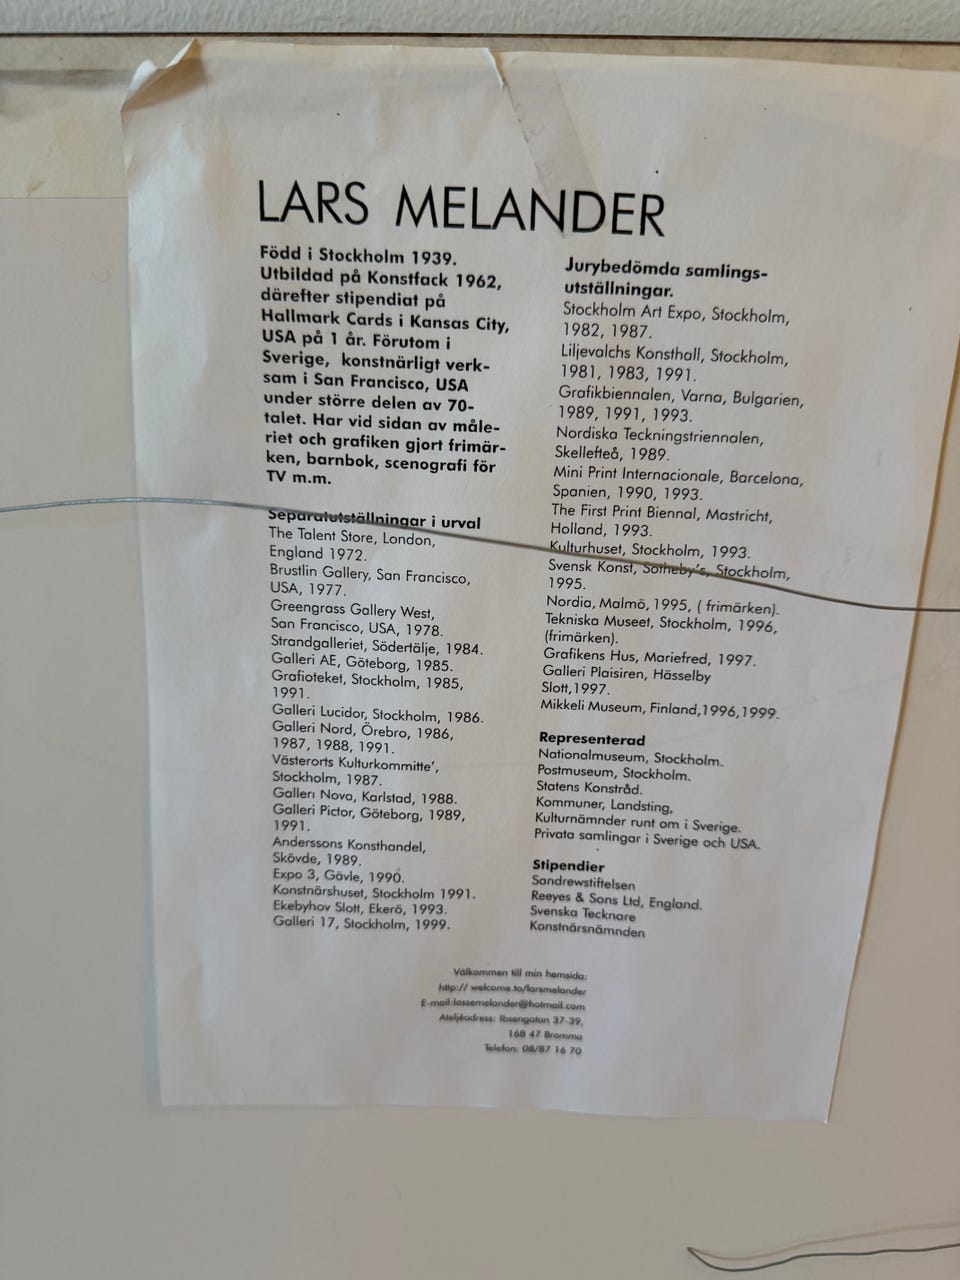 LARS MELANDER
Född i Stockholm 1939.
Utbildad på Konstfack 1962,
därefter stipendiat på
Hallmark Cards i Kansas City,
USA på 1 år. Förutom i
Sverige, konstnärligt verk-
sam i San Francisco, USA
under större delen av 70-
talet. Har vid sidan av måle-
riet och grafiken gjort frimär-
ken, barnbok, scenografi för
TV m.m.
Separatutställningar i urval
The Talent Store, London,
England 1972.
Brustlin Gallery, San Francisco,
USA, 1977.
Greengrass Gallery West,
San Francisco, USA, 1978.
Strandgalleriet, Södertälje, 1984.
Galleri AE, Göteborg, 1985.
Grafioteket, Stockholm, 1985,
1991.
Galleri Lucidor, Stockholm, 1986.
Galleri Nord, Örebro, 1986,
1987, 1988, 1991.
Västerorts Kulturkommitte',
Stockholm, 1987.
Galleri Nova, Karlstad, 1988.
Galleri Pictor, Göteborg, 1989,
1991.
Anderssons Konsthandel,
Skövde, 1989.
Expo 3, Gävle, 1990.
Konstnärshuset, Stockholm 1991.
Ekebyhov Slott, Ekerö, 1993.
Galleri 17, Stockholm, 1999.
Jurybedömda samlings-
utställningar.
Stockholm Art Expo, Stockholm,
1982, 1987.
Liljevalchs Konsthall, Stockholm,
1981, 1983, 1991.
Grafikbiennalen, Varna, Bulgarien,
1989, 1991, 1993.
Nordiska Teckningstriennalen,
Skellefteå, 1989.
Mini Print Internacionale, Barcelona,
Spanien, 1990, 1993.
The First Print Biennal, Mastricht,
Holland, 1993.
Kulturhuset, Stockholm, 1993.
Svensk Konst, Sotheby's, Stockholm,
1995.
Nordia, Malmö, 1995, ( frimärken).
Tekniska Museet, Stockholm, 1996,
(frimärken).
Grafikens Hus, Mariefred, 1997.
Galleri Plaisiren, Hässelby
Slott,1997.
Mikkeli Museum, Finland,1996,1999.
Representerad
Nationalmuseum, Stockholm.
Postmuseum, Stockholm.
Statens Konstråd.
Kommuner, Landsting,
Kulturnämnder runt om i Sverige.
Privata samlingar i Sverige och USA.
Stipendier
Sandrewstiftelsen
Reeyes & Sons Ltd, England.
Svenska Tecknare
Konstnärsnämnden
Välkommen till min hemsida:
http:// welcome.to/larsmelander
E-mail:lassemelander@hotmail.com
Ateljéadress: Ibsengatan 37-39,
168 47 Bromma
Telefon: 08/87 16 70